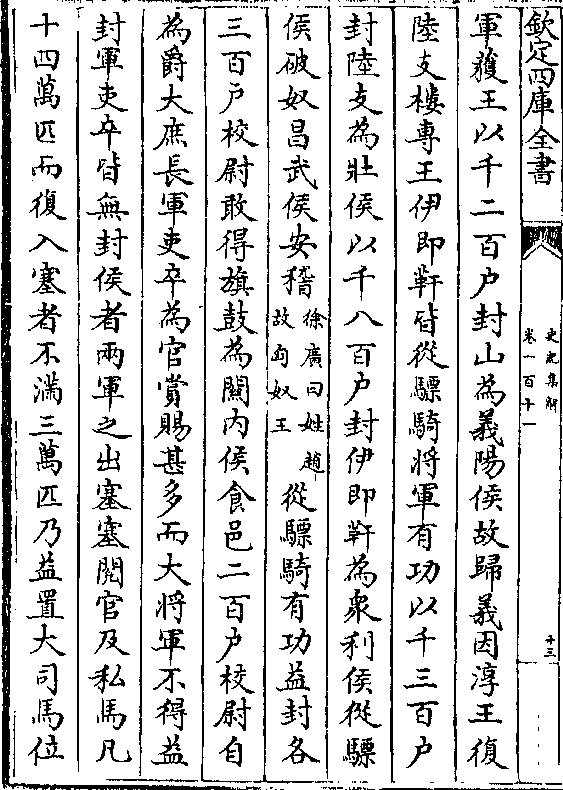 欽定四庫全書
史記集解
卷一百十一
十三
軍獲王以千二百户封山為義陽侯故歸義因淳王復
陸支樓專王伊即靬皆從驃騎將軍有功以千三百户
封陸支為壯侯以千八百户封伊即靬為衆利侯從驃
侯破奴昌武侯安稽徐廣曰姓趙故匈奴王從驃騎有功益封各
三百户校尉敢得旗鼓為關内侯食邑二百户校尉自
為爵大庶長軍吏卒為官賞賜甚多而大将軍不得益
封軍吏卒皆無封侯者兩軍之出塞塞閱官及私馬凡
十四萬匹而復入塞者不滿三萬匹乃益置大司馬位